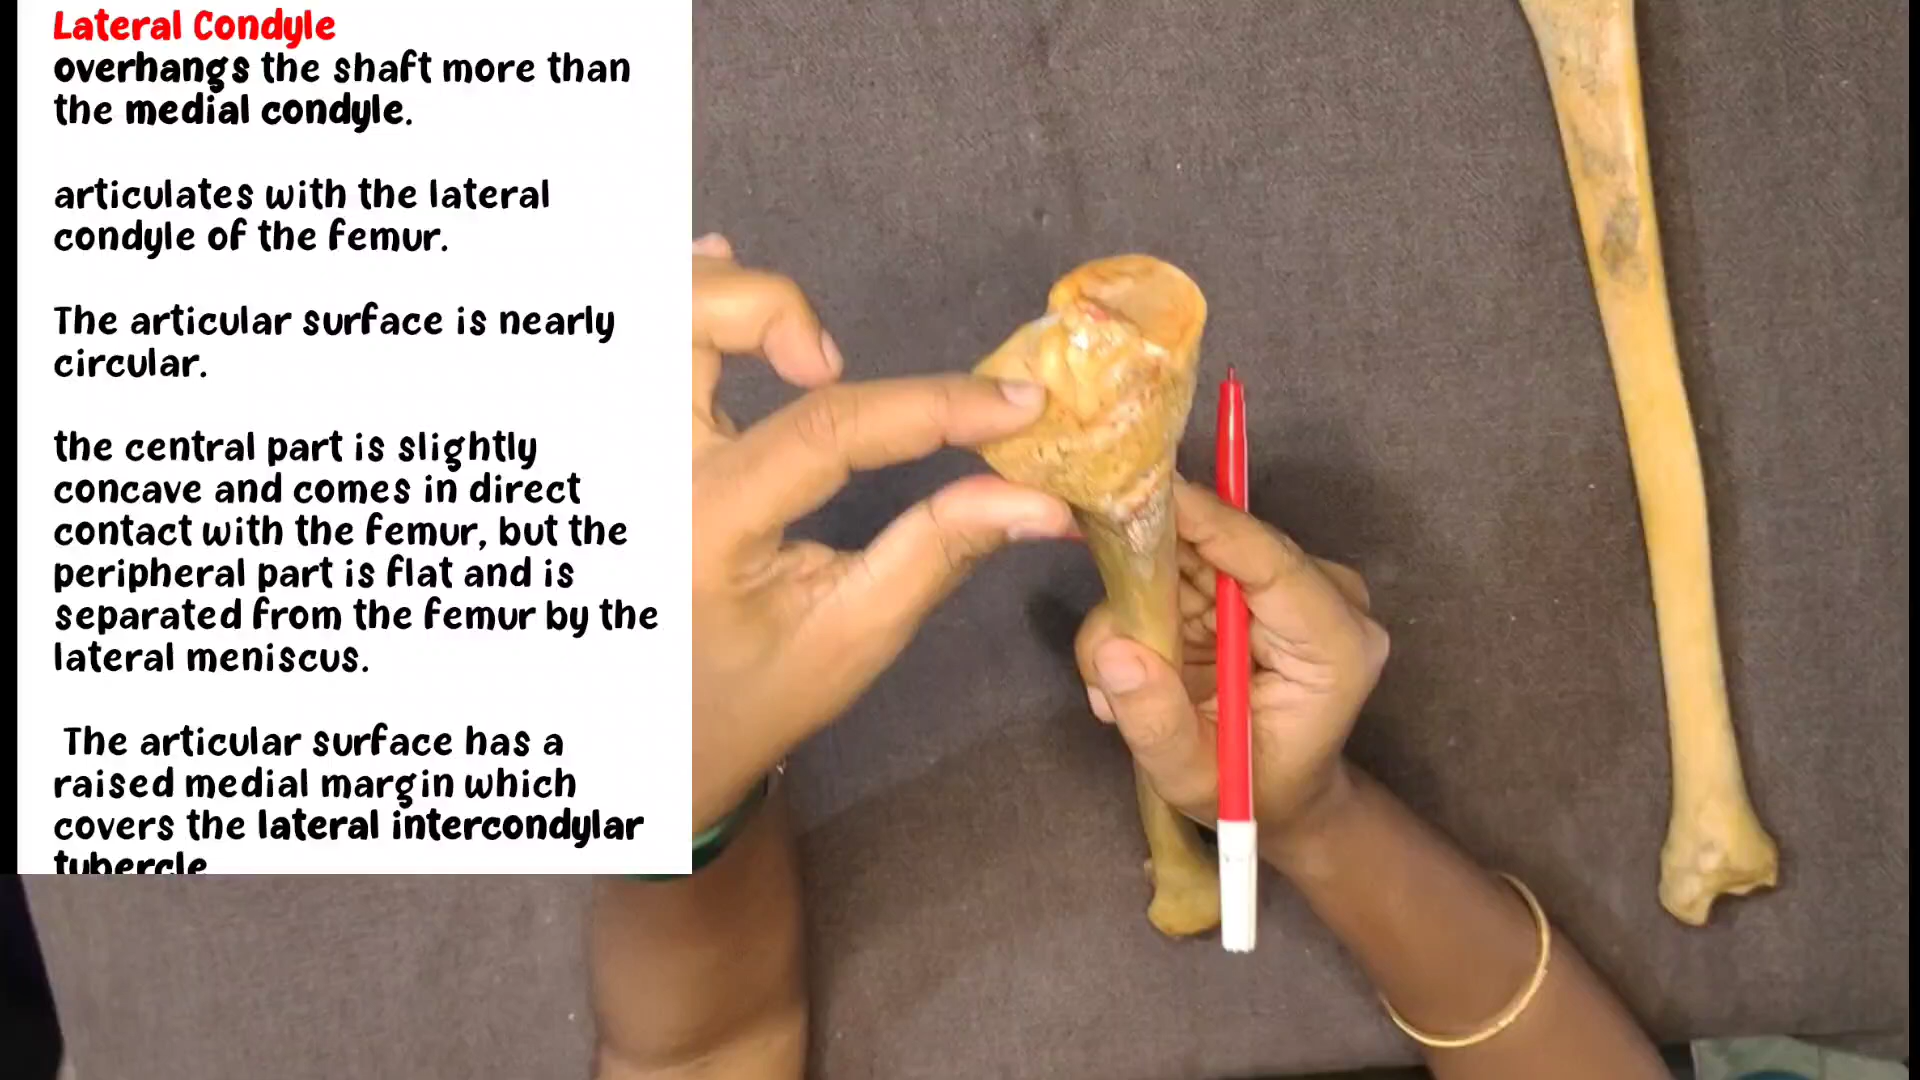 Lateral Condyle
overhangs the shaft more than
the medial condyle.
articulates with the lateral
condyle of the femur.
The articular surface is nearly
circular.
the central part is slightly
concave and comes in direct
contact with the femur, but the
peripheral part is flat and is
separated from the femur by the
lateral meniscus.
The articular surface has a
raised medial margin which
covers the lateral intercondylar
tubercle